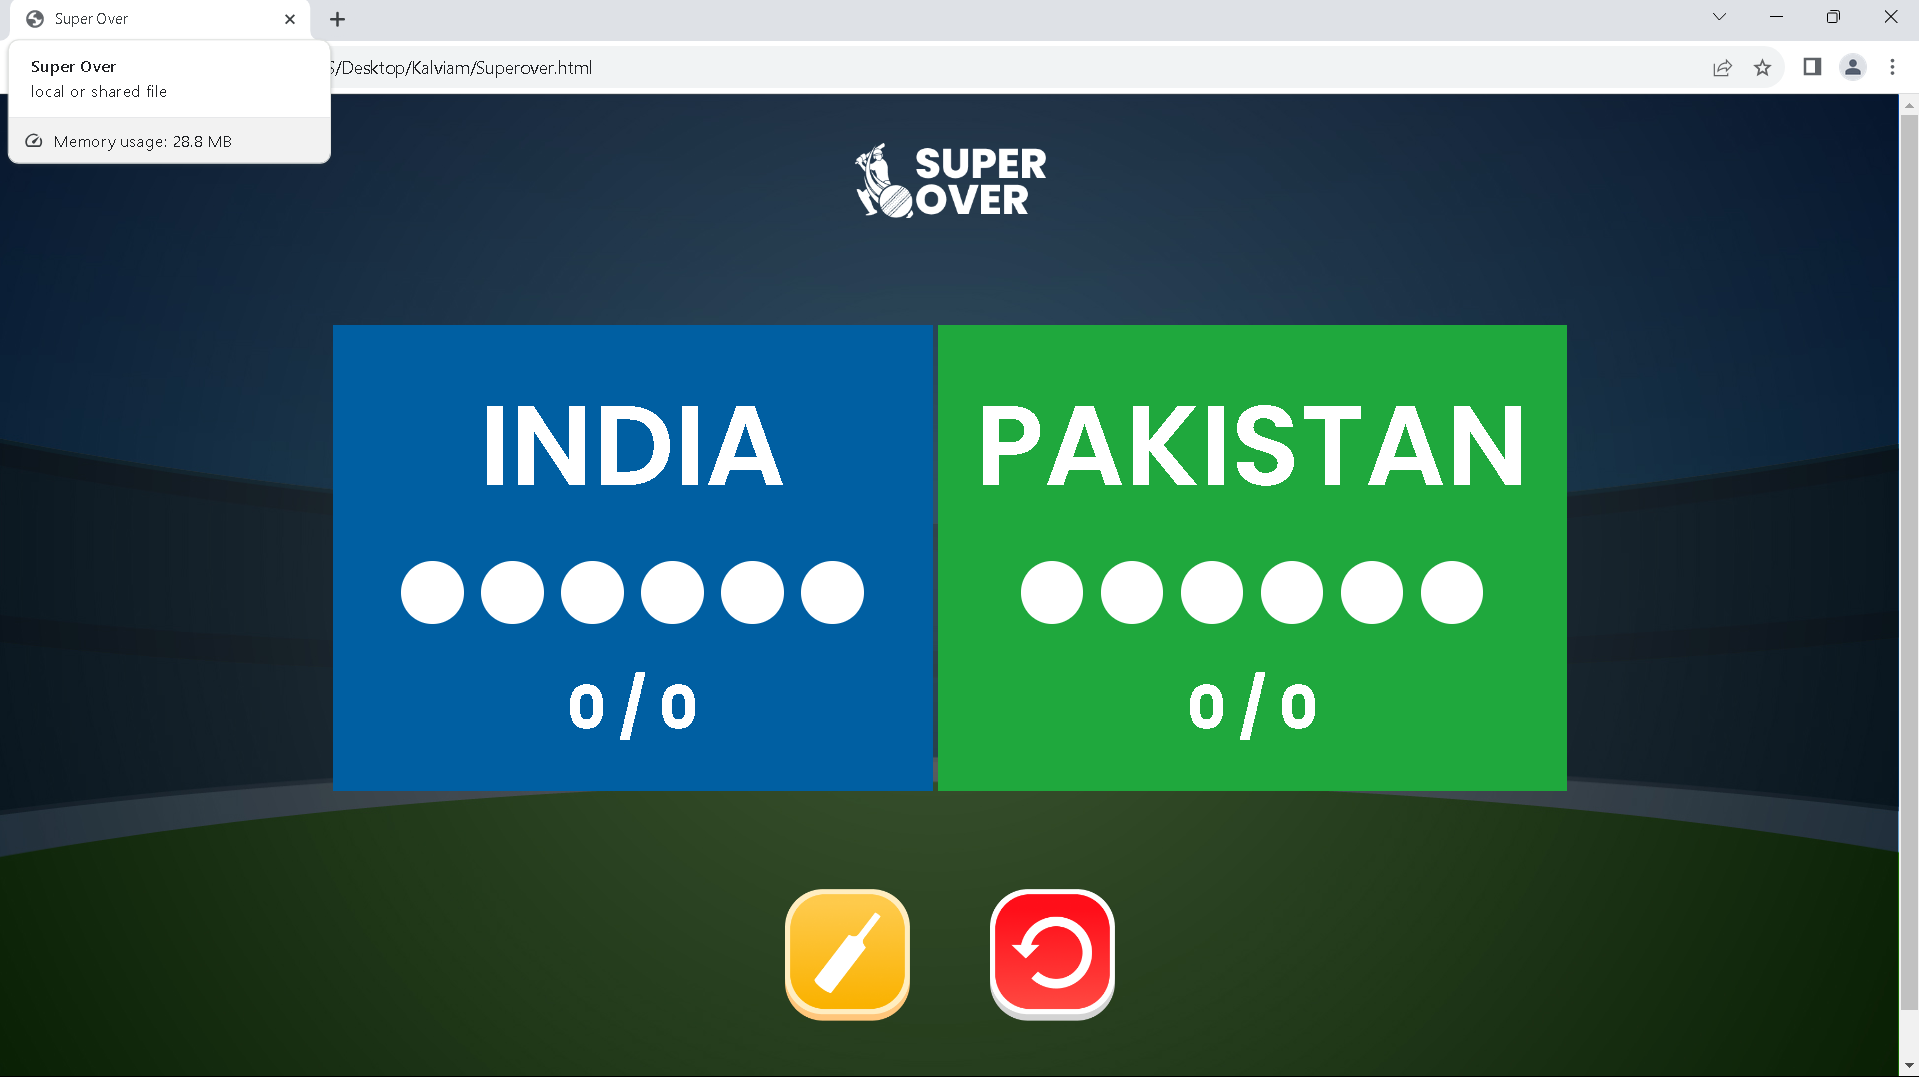 Super Over
Super Over
local or shared file
Memory usage: 28.8 MB
/Desktop/Kalviam/Superover.html
SUPER
OVER
INDIA
0 / 0
PAKISTAN
0 / 0